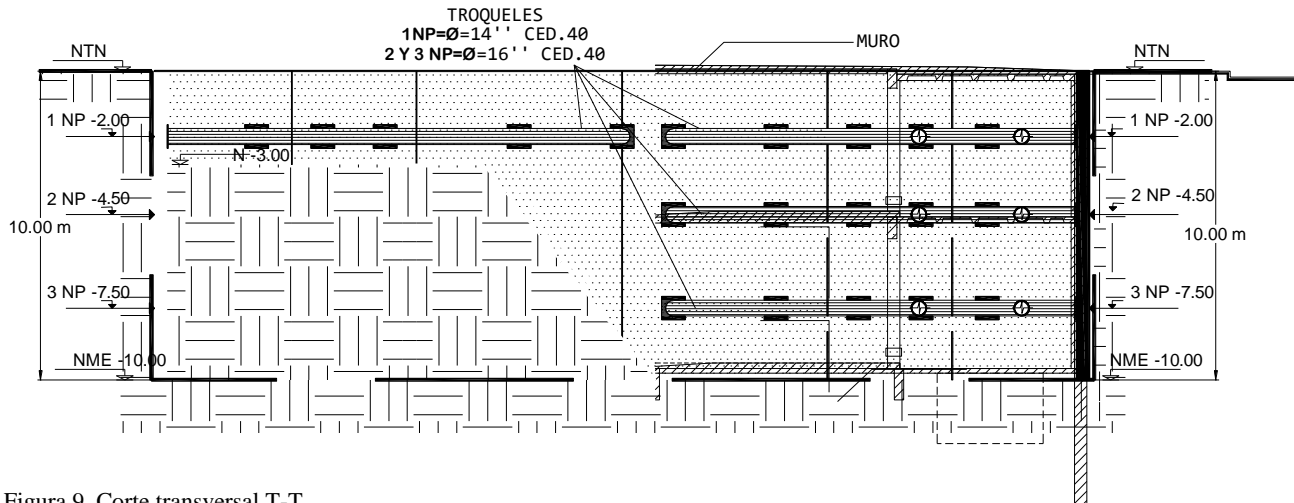 TROQUELES
1NP=Ø=14'' CED.40
2 Y 3 NP=Ø=16'' CED.40
MURO
NTN
NTN
1 NP -2.00
1 NP -2.00
N -3.00
2 NP -4.50
2 NP -4.50
10.00 m
10.00 m
3 NP -7.50
3 NP -7.50
NME -10.00
NME -10.00
Figura 9. Corte transversal T-T